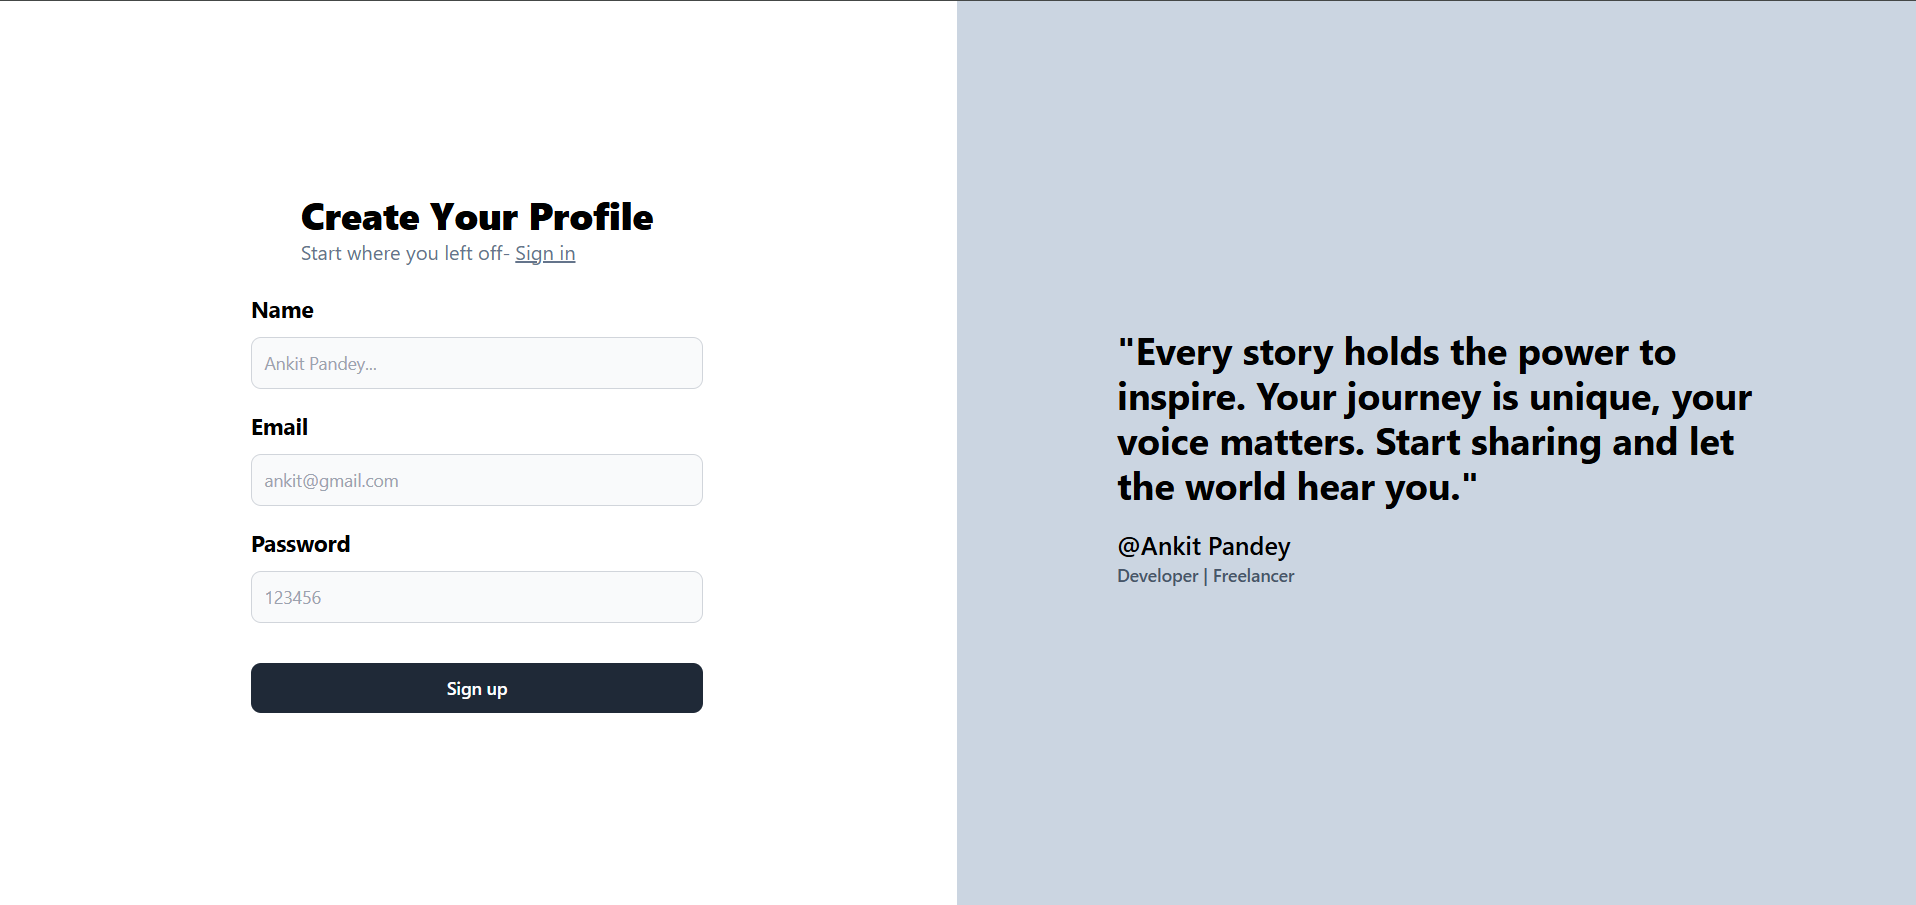 Create Your Profile
Start where you left off- Sign in
Name
Ankit Pandey...
Email
ankit@gmail.com
Password
123456
Sign up
"Every story holds the power to
inspire. Your journey is unique, your
voice matters. Start sharing and let
the world hear you."
@Ankit Pandey
Developer | Freelancer